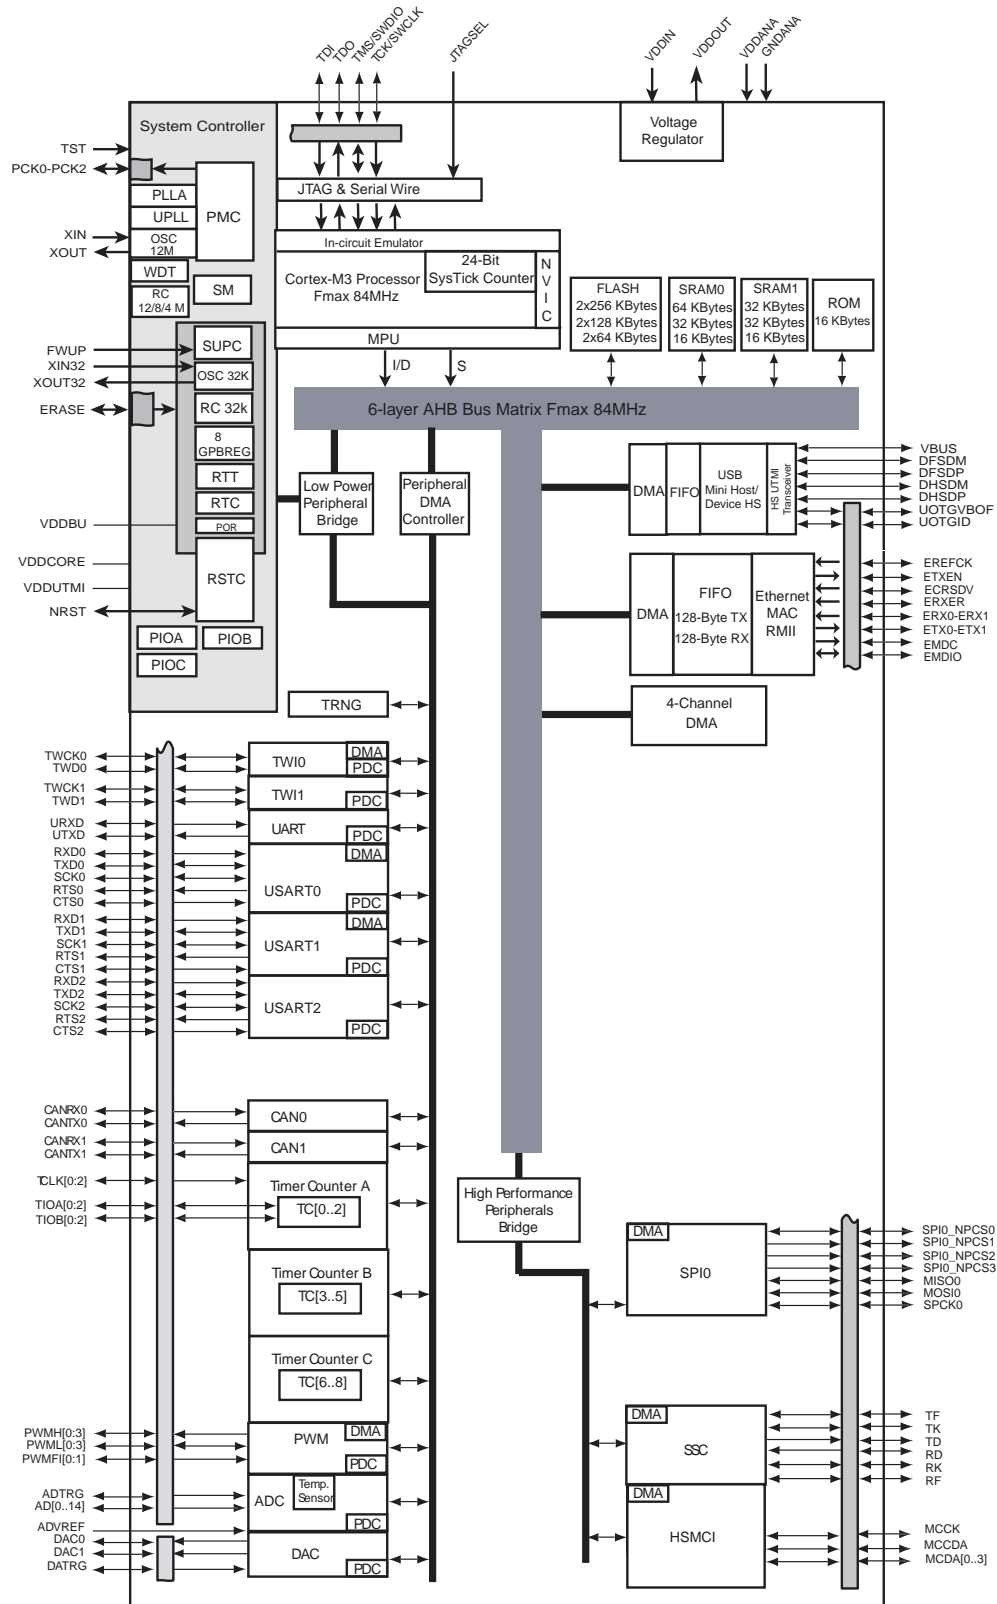 TDI
TDO
TMS/SWDIO
TCK/SWCLK
JTAGSEL
VDDIN
VDDOUT
VDDANA
GNDANA
System Controller
Voltage
Regulator
TST
PCK0-PCK2
PLLA
UPLL
PMC
XIN
XOUT
OSC
12M
WDT
RC
12/8/4 M
SM
JTAG & Serial Wire
In-circuit Emulator
Cortex-M3 Processor
Fmax 84MHz
24-Bit
SysTick Counter
N
V
I
C
MPU
I/D
S
FLASH
2x256 KBytes
2x128 KBytes
2x64 KBytes
SRAM0
64 KBytes
32 KBytes
16 KBytes
SRAM1
32 KBytes
32 KBytes
16 KBytes
ROM
16 KBytes
FWUP
XIN32
XOUT32
ERASE
SUPC
OSC 32K
RC 32k
8
GPBREG
RTT
RTC
POR
RSTC
VDDBU
VDDCORE
VDDUTMI
NRST
PIOA
PIOB
PIOC
6-layer AHB Bus Matrix Fmax 84MHz
Low Power
Peripheral
Bridge
Peripheral
DMA
Controller
DMA
FIFO
USB
Mini Host/
Device HS
HS UTMI
Transceiver
VBUS
DFSDM
DFSDP
DHSDM
DHSDP
UOTGVBOF
UOTGID
DMA
FIFO
128-Byte TX
128-Byte RX
Ethernet
MAC
RMII
EREFCK
ETXEN
ECRSDV
ERXER
ERX0-ERX1
ETX0-ETX1
EMDC
EMDIO
4-Channel
DMA
TRNG
TWCK0
TWD0
TWI0
DMA
PDC
TWCK1
TWD1
TWI1
PDC
URXD
UTXD
UART
PDC
RXD0
TXD0
SCK0
RTS0
CTS0
USART0
DMA
PDC
RXD1
TXD1
SCK1
RTS1
CTS1
USART1
DMA
PDC
RXD2
TXD2
SCK2
RTS2
CTS2
USART2
PDC
CANRX0
CANTX0
CAN0
CANRX1
CANTX1
CAN1
TCLK[0:2]
TIOA[0:2]
TIOB[0:2]
Timer Counter A
TC[0..2]
Timer Counter B
TC[3..5]
Timer Counter C
TC[6..8]
High Performance
Peripherals
Bridge
DMA
SPI0
SPI0_NPCS0
SPI0_NPCS1
SPI0_NPCS2
SPI0_NPCS3
MISO0
MOSI0
SPCK0
PWMH[0:3]
PWML[0:3]
PWMFI[0:1]
PWM
DMA
PDC
DMA
SSC
TF
TK
TD
RD
RK
RF
ADTRG
AD[0..14]
ADVREF
ADC
Temp.
Sensor
PDC
DAC0
DAC1
DATRG
DAC
PDC
DMA
HSMCI
MCCK
MCCDA
MCDA[0..3]